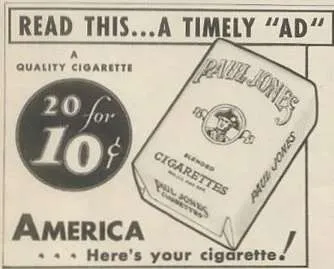 READ THIS...A TIMELY "AD"
A
QUALITY CIGARETTE
20 for
10¢
PAUL JONES
BLENDED
CIGARETTES
PAUL JONES
CIGARETTES
PAUL JONES
AMERICA
... Here's your cigarette!